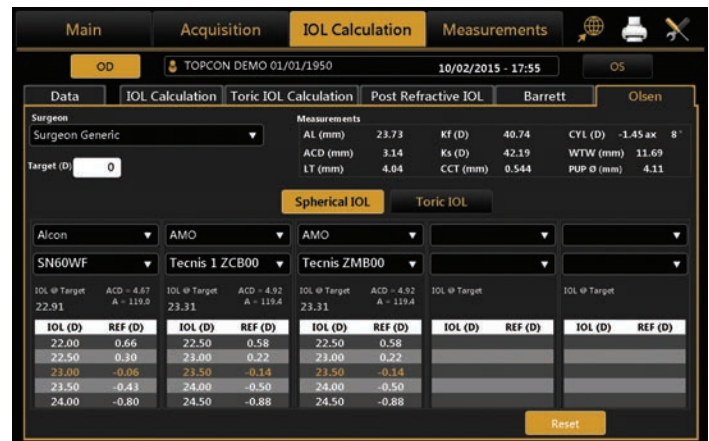 Main Acquisition IOL Calculation Measurements
OD TOPCON DEMO 01/01/1950 10/02/2015 - 17:55 OS
Data IOL Calculation Toric IOL Calculation Post Refractive IOL Barrett Olsen
Surgeon Measurements
Surgeon Generic AL (mm) 23.73 Kf (D) 40.74 CYL (D) -1.45 ax 8°
ACD (mm) 3.14 Ks (D) 42.19 WTW (mm) 11.69
Target (D) 0 LT (mm) 4.04 CCT (mm) 0.544 PUP Ø (mm) 4.11
Spherical IOL Toric IOL
Alcon AMO AMO
SN60WF Tecnis 1 ZCB00 Tecnis ZMB00
IOL @ Target ACD = 4.67 IOL @ Target ACD = 4.92 IOL @ Target ACD = 4.92 IOL @ Target IOL @ Target
22.91 A = 119.0 23.31 A = 119.4 23.31 A = 119.4
IOL (D) REF (D) IOL (D) REF (D) IOL (D) REF (D) IOL (D) REF (D) IOL (D) REF (D)
22.00 0.66 22.50 0.58 22.50 0.58
22.50 0.30 23.00 0.22 23.00 0.22
23.00 -0.06 23.50 -0.14 23.50 -0.14
23.50 -0.43 24.00 -0.50 24.00 -0.50
24.00 -0.80 24.50 -0.88 24.50 -0.88
Reset